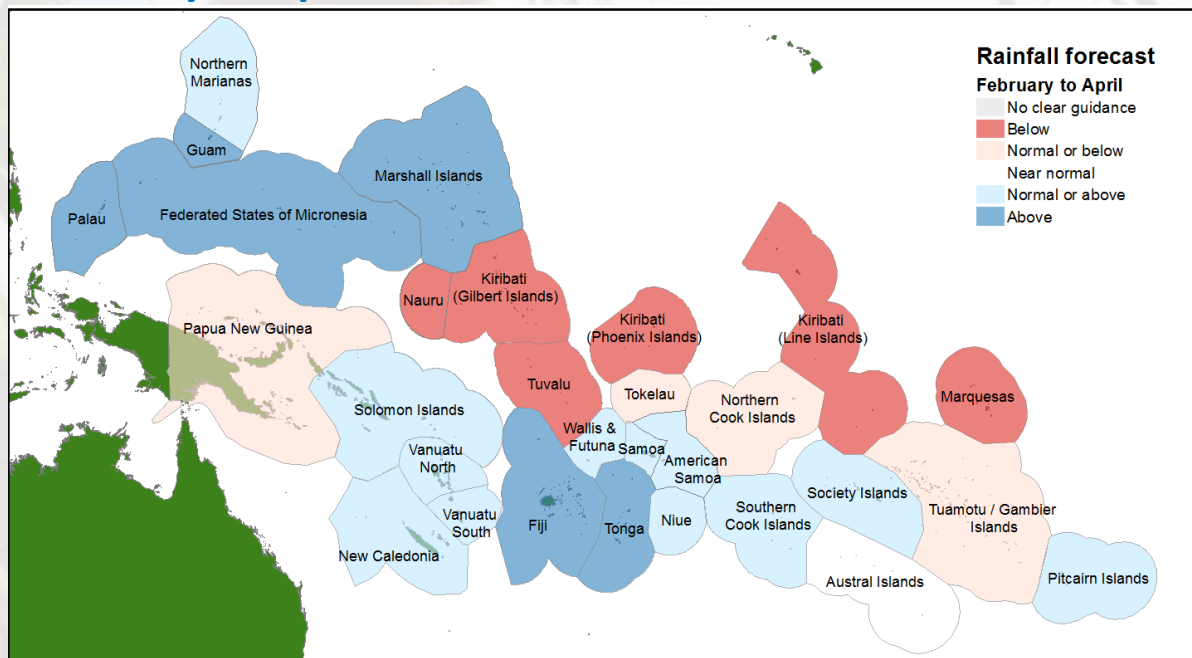 Rainfall forecast
February to April
No clear guidance
Below
Normal or below
Near normal
Normal or above
Above
Northern
Marianas
Guam
Marshall Islands
Palau
Federated States of Micronesia
Nauru
Kiribati
(Gilbert Islands)
Papua New Guinea
Kiribati
(Phoenix Islands)
Kiribati
(Line Islands)
Tuvalu
Tokelau
Northern
Cook Islands
Marquesas
Solomon Islands
Wallis &
Futuna
Samoa
American
Samoa
Vanuatu
North
Society Islands
Tuamotu / Gambier
Islands
Vanuatu
South
Fiji
Tonga
Niue
Southern
Cook Islands
New Caledonia
Austral Islands
Pitcairn Islands